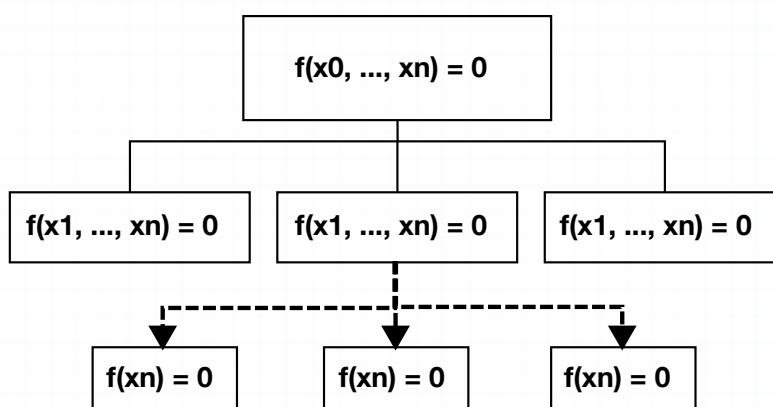 f(x0, ..., xn) = 0
f(x1, ..., xn) = 0
f(x1, ..., xn) = 0
f(x1, ..., xn) = 0
f(xn) = 0
f(xn) = 0
f(xn) = 0